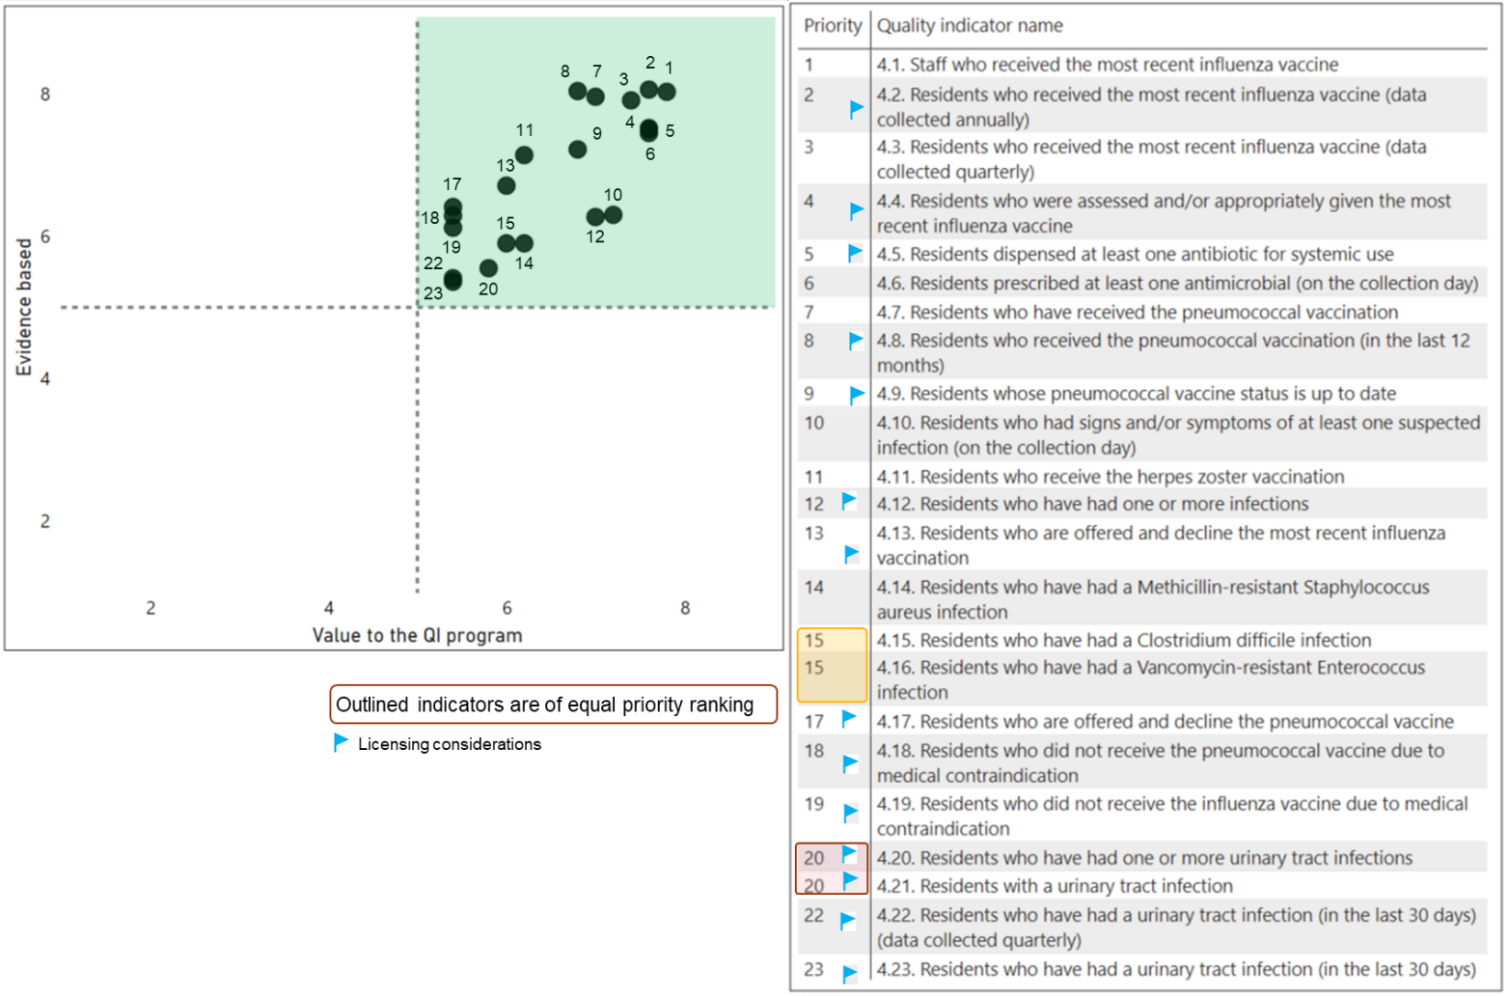 8
6
4
2
Evidence based
2
4
6
8
Value to the QI program
8
7
3
2
1
4
5
6
9
11
13
10
12
17
18
19
15
14
22
23
20
Outlined indicators are of equal priority ranking
Licensing considerations
Priority Quality indicator name
1 4.1. Staff who received the most recent influenza vaccine
2 4.2. Residents who received the most recent influenza vaccine (data
collected annually)
3 4.3. Residents who received the most recent influenza vaccine (data
collected quarterly)
4 4.4. Residents who were assessed and/or appropriately given the most
recent influenza vaccine
5 4.5. Residents dispensed at least one antibiotic for systemic use
6 4.6. Residents prescribed at least one antimicrobial (on the collection day)
7 4.7. Residents who have received the pneumococcal vaccination
8 4.8. Residents who received the pneumococcal vaccination (in the last 12
months)
9 4.9. Residents whose pneumococcal vaccine status is up to date
10 4.10. Residents who had signs and/or symptoms of at least one suspected
infection (on the collection day)
11 4.11. Residents who receive the herpes zoster vaccination
12 4.12. Residents who have had one or more infections
13 4.13. Residents who are offered and decline the most recent influenza
vaccination
14 4.14. Residents who have had a Methicillin-resistant Staphylococcus
aureus infection
15 4.15. Residents who have had a Clostridium difficile infection
15 4.16. Residents who have had a Vancomycin-resistant Enterococcus
infection
17 4.17. Residents who are offered and decline the pneumococcal vaccine
18 4.18. Residents who did not receive the pneumococcal vaccine due to
medical contraindication
19 4.19. Residents who did not receive the influenza vaccine due to medical
contraindication
20 4.20. Residents who have had one or more urinary tract infections
20 4.21. Residents with a urinary tract infection
22 4.22. Residents who have had a urinary tract infection (in the last 30 days)
(data collected quarterly)
23 4.23. Residents who have had a urinary tract infection (in the last 30 days)